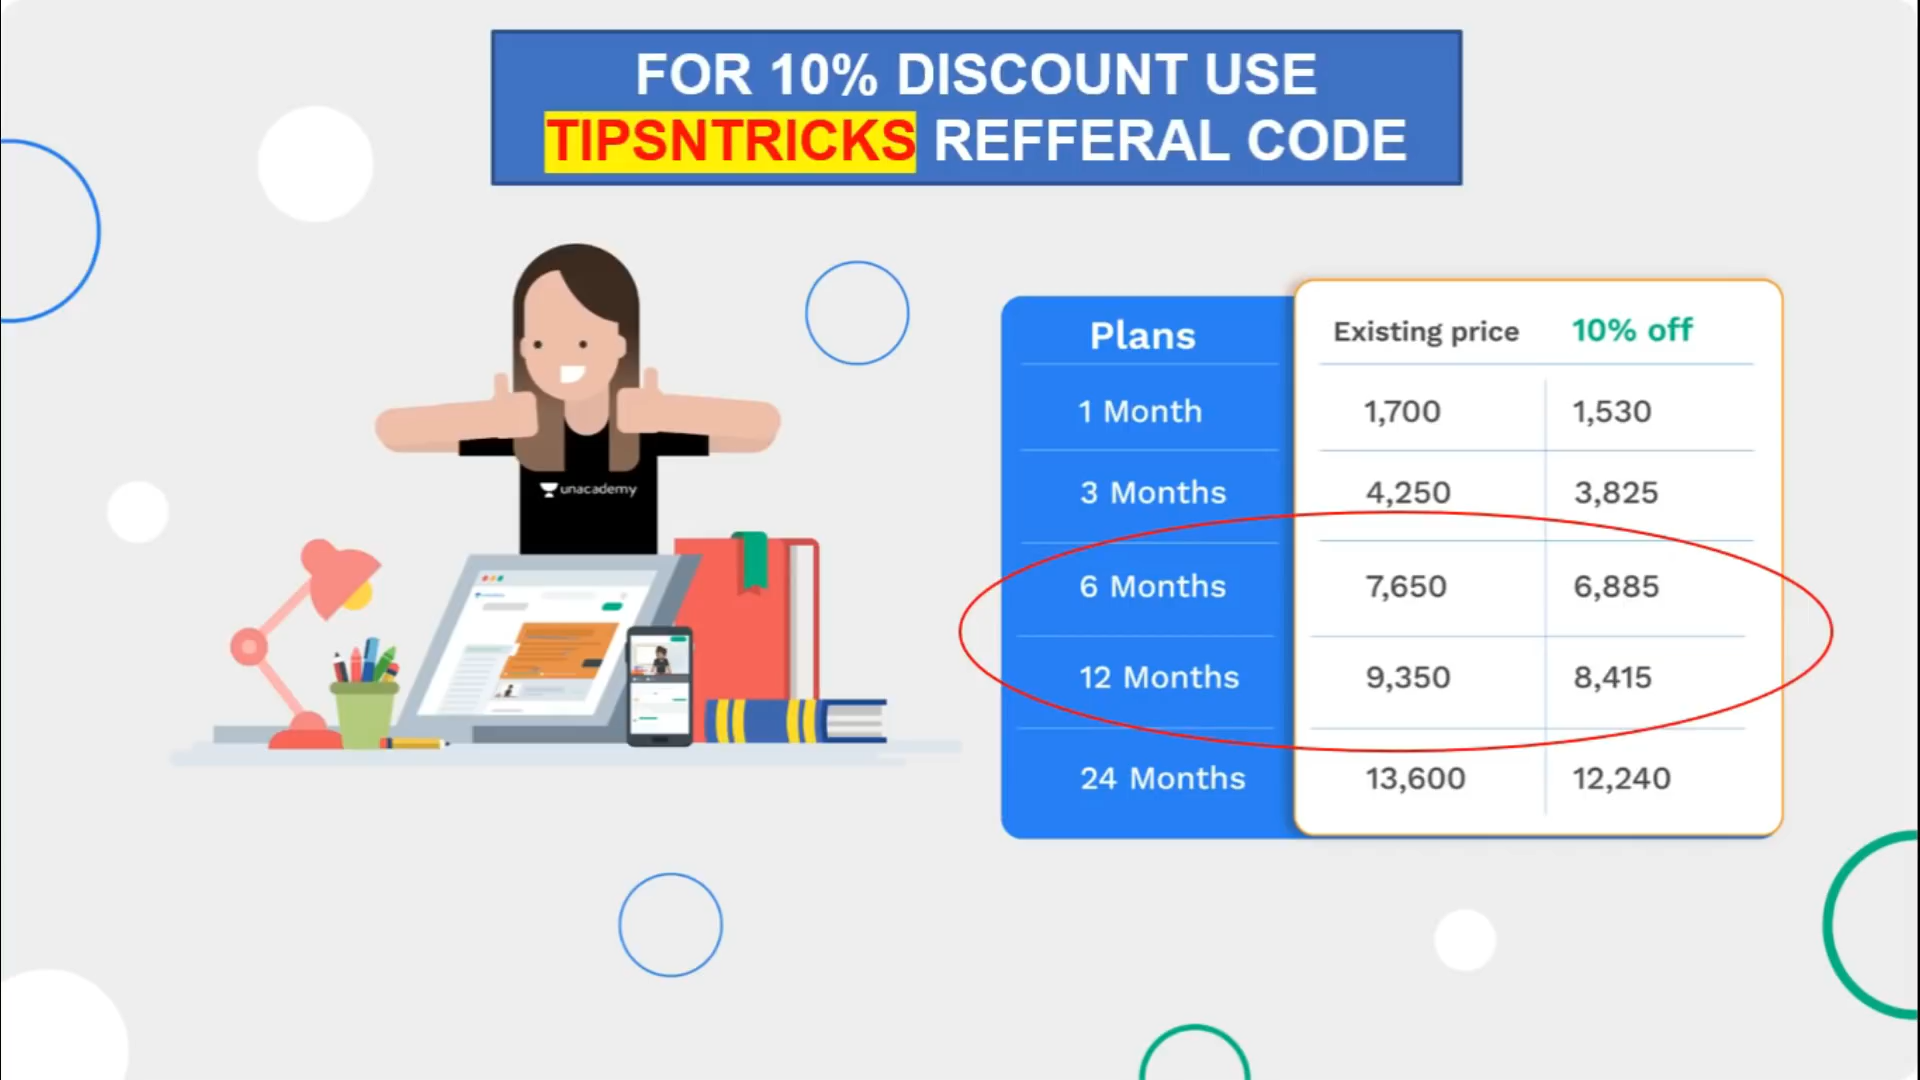 FOR 10% DISCOUNT USE
TIPSNTRICKS REFFERAL CODE
unacademy
Plans Existing price 10% off
1 Month 1,700 1,530
3 Months 4,250 3,825
6 Months 7,650 6,885
12 Months 9,350 8,415
24 Months 13,600 12,240